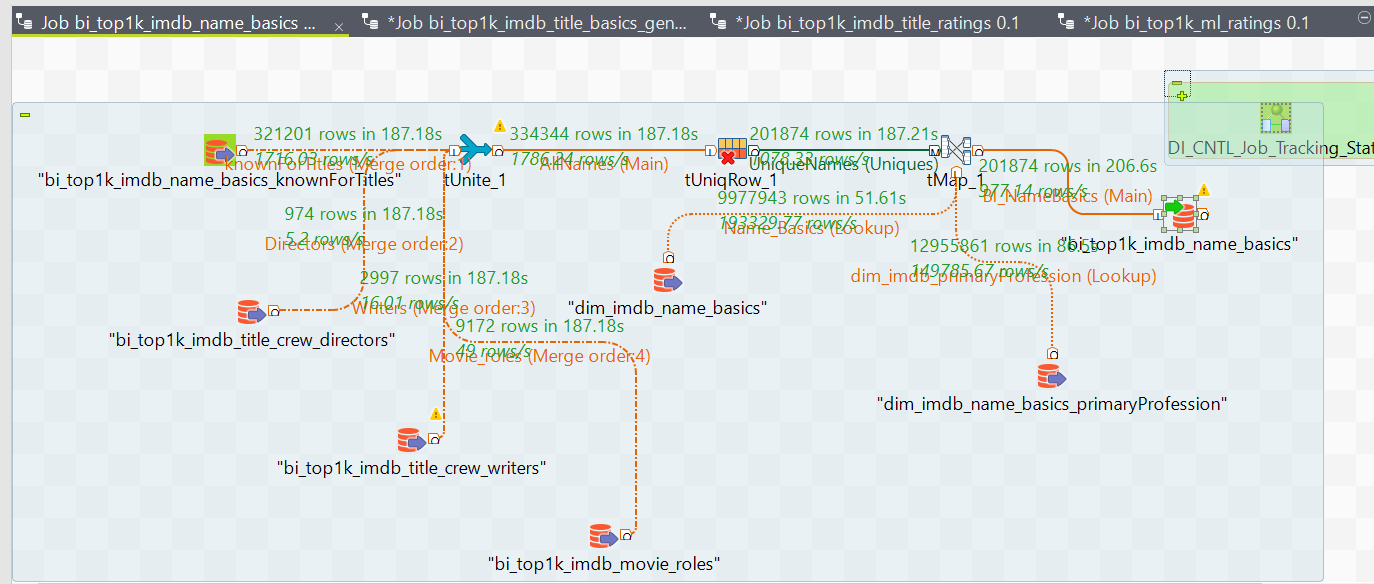 Job bi_top1k_imdb_name_basics ...
*Job bi_top1k_imdb_title_basics_gen...
*Job bi_top1k_imdb_title_ratings 0.1
*Job bi_top1k_ml_ratings 0.1
321201 rows in 187.18s
1716.03 rows/s
knownForTitles (Merge order:1)
334344 rows in 187.18s
1786.24 rows/s
AllNames (Main)
201874 rows in 187.21s
1078.33 rows/s
UniqueNames (Uniques)
DI_CNTL_Job_Tracking_Stat
"bi_top1k_imdb_name_basics_knownForTitles"
tUnite_1
tUniqRow_1
tMap_1
201874 rows in 206.6s
977.14 rows/s
BI_NameBasics (Main)
974 rows in 187.18s
5.2 rows/s
Directors (Merge order:2)
9977943 rows in 51.61s
193329.77 rows/s
Name_Basics (Lookup)
"bi_top1k_imdb_name_basics"
12955861 rows in 86.5s
149785.67 rows/s
dim_imdb_primaryProfession (Lookup)
2997 rows in 187.18s
16.01 rows/s
Writers (Merge order:3)
"dim_imdb_name_basics"
9172 rows in 187.18s
49 rows/s
Movie_roles (Merge order:4)
"bi_top1k_imdb_title_crew_directors"
"dim_imdb_name_basics_primaryProfession"
"bi_top1k_imdb_title_crew_writers"
"bi_top1k_imdb_movie_roles"